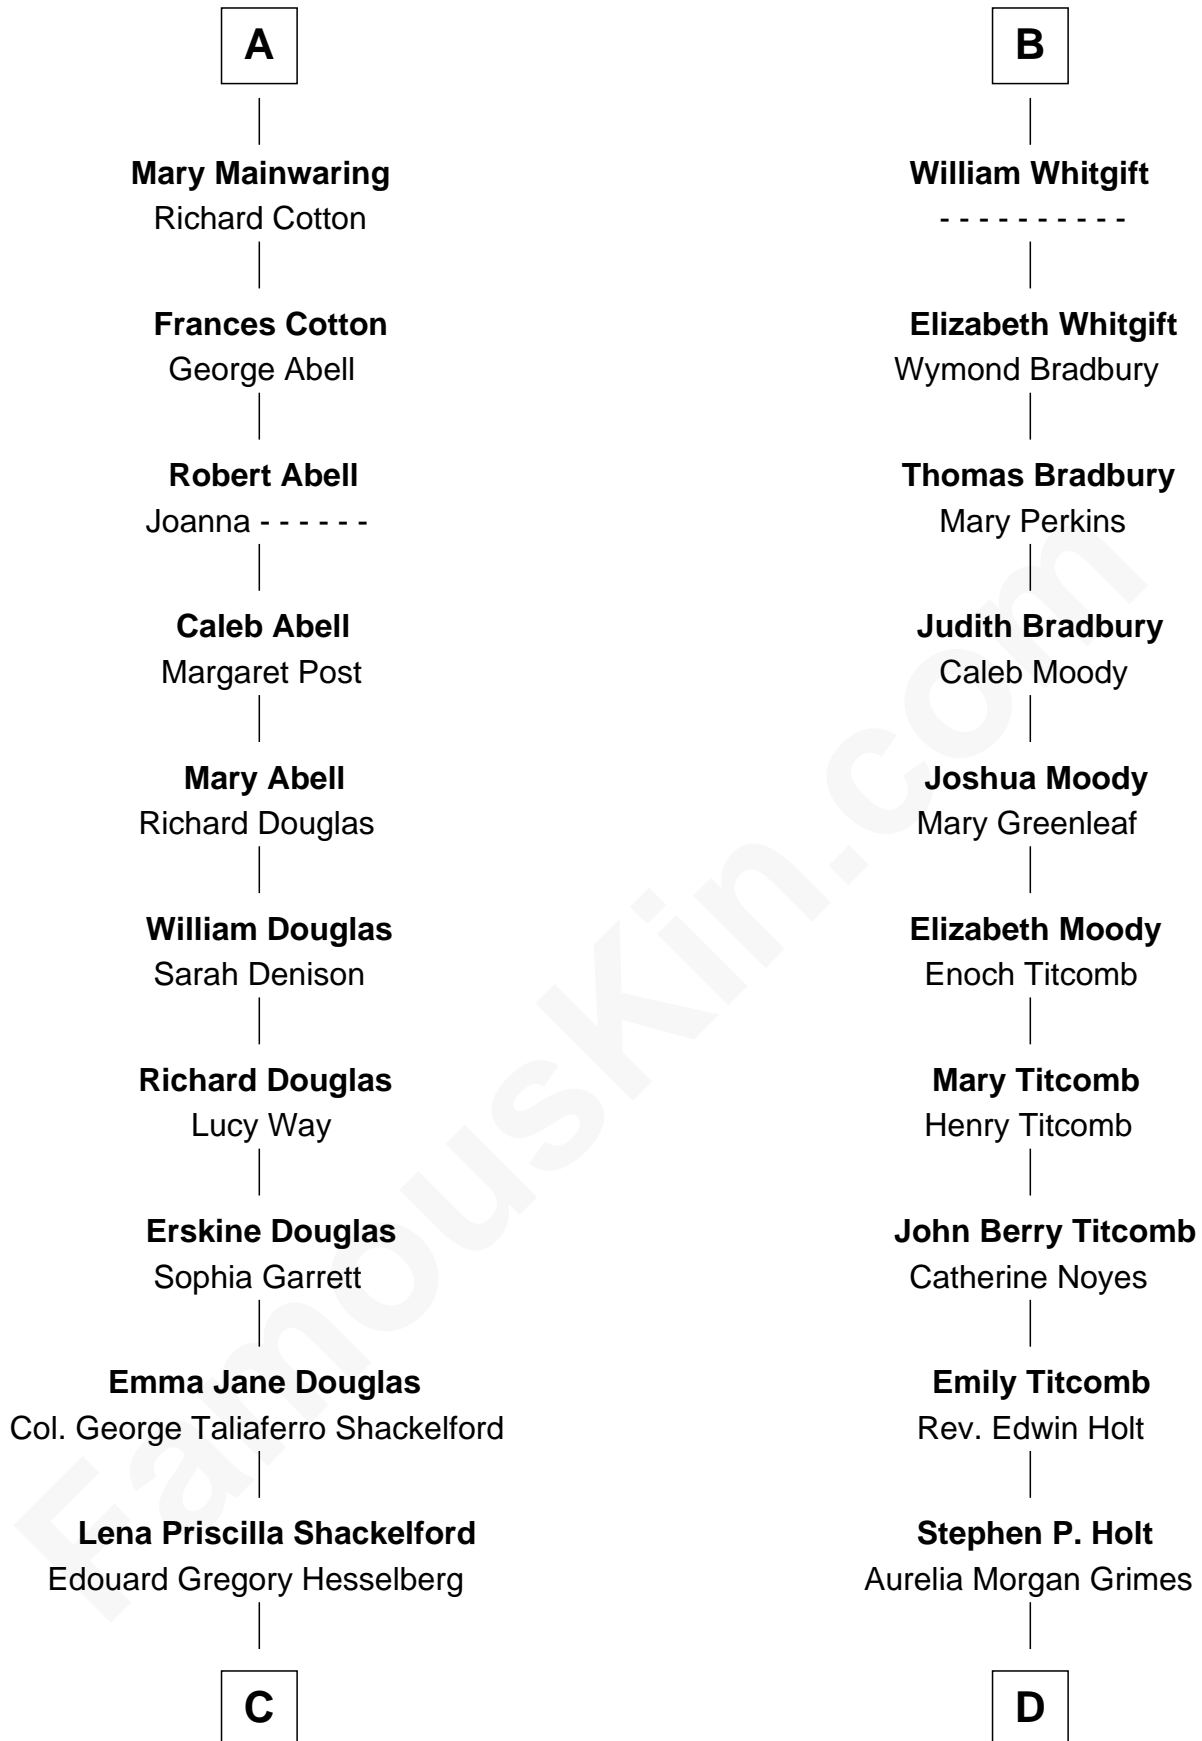 A
Mary Mainwaring
Richard Cotton
Frances Cotton
George Abell
Robert Abell
Joanna - - - - - -
Caleb Abell
Margaret Post
Mary Abell
Richard Douglas
William Douglas
Sarah Denison
Richard Douglas
Lucy Way
Erskine Douglas
Sophia Garrett
Emma Jane Douglas
Col. George Taliaferro Shackelford
Lena Priscilla Shackelford
Edouard Gregory Hesselberg
C
B
William Whitgift
- - - - - - - - - -
Elizabeth Whitgift
Wymond Bradbury
Thomas Bradbury
Mary Perkins
Judith Bradbury
Caleb Moody
Joshua Moody
Mary Greenleaf
Elizabeth Moody
Enoch Titcomb
Mary Titcomb
Henry Titcomb
John Berry Titcomb
Catherine Noyes
Emily Titcomb
Rev. Edwin Holt
Stephen P. Holt
Aurelia Morgan Grimes
D
FamousKin.com